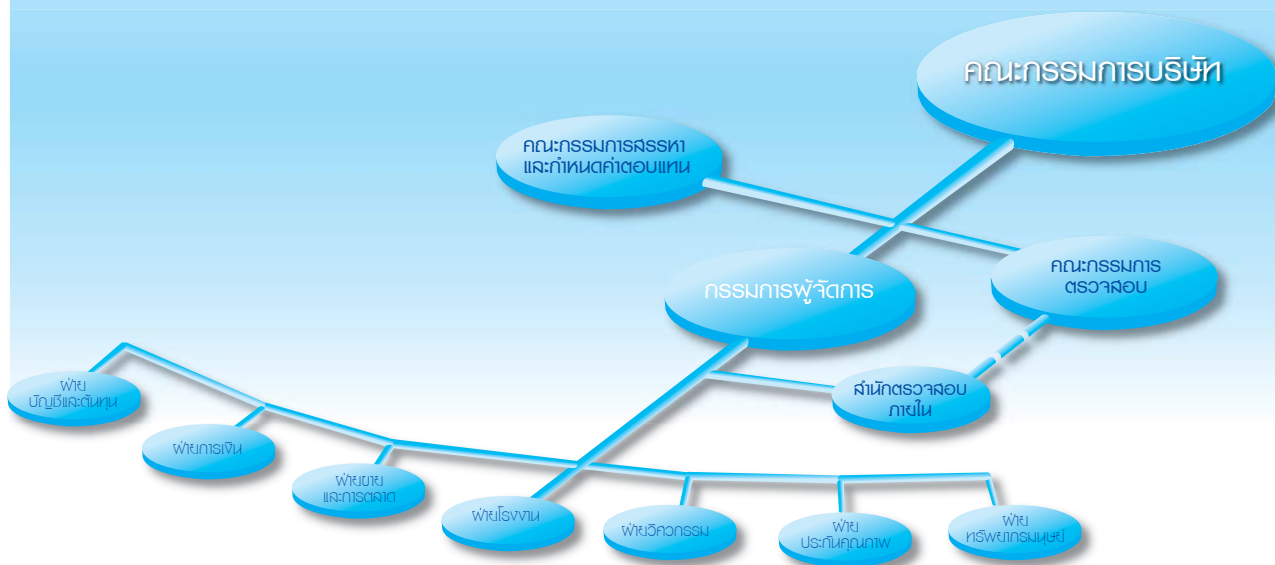 คณะกรรมการบริษัท
คณะกรรมการสรรหา
และกำหนดค่าตอบแทน
คณะกรรมการ
ตรวจสอบ
กรรมการผู้จัดการ
สำนักตรวจสอบ
ภายใน
ฝ่าย
บัญชีและต้นทุน
ฝ่ายการเงิน
ฝ่ายขาย
และการตลาด
ฝ่ายโรงงาน
ฝ่ายวิศวกรรม
ฝ่าย
ประกันคุณภาพ
ฝ่าย
ทรัพยากรมนุษย์